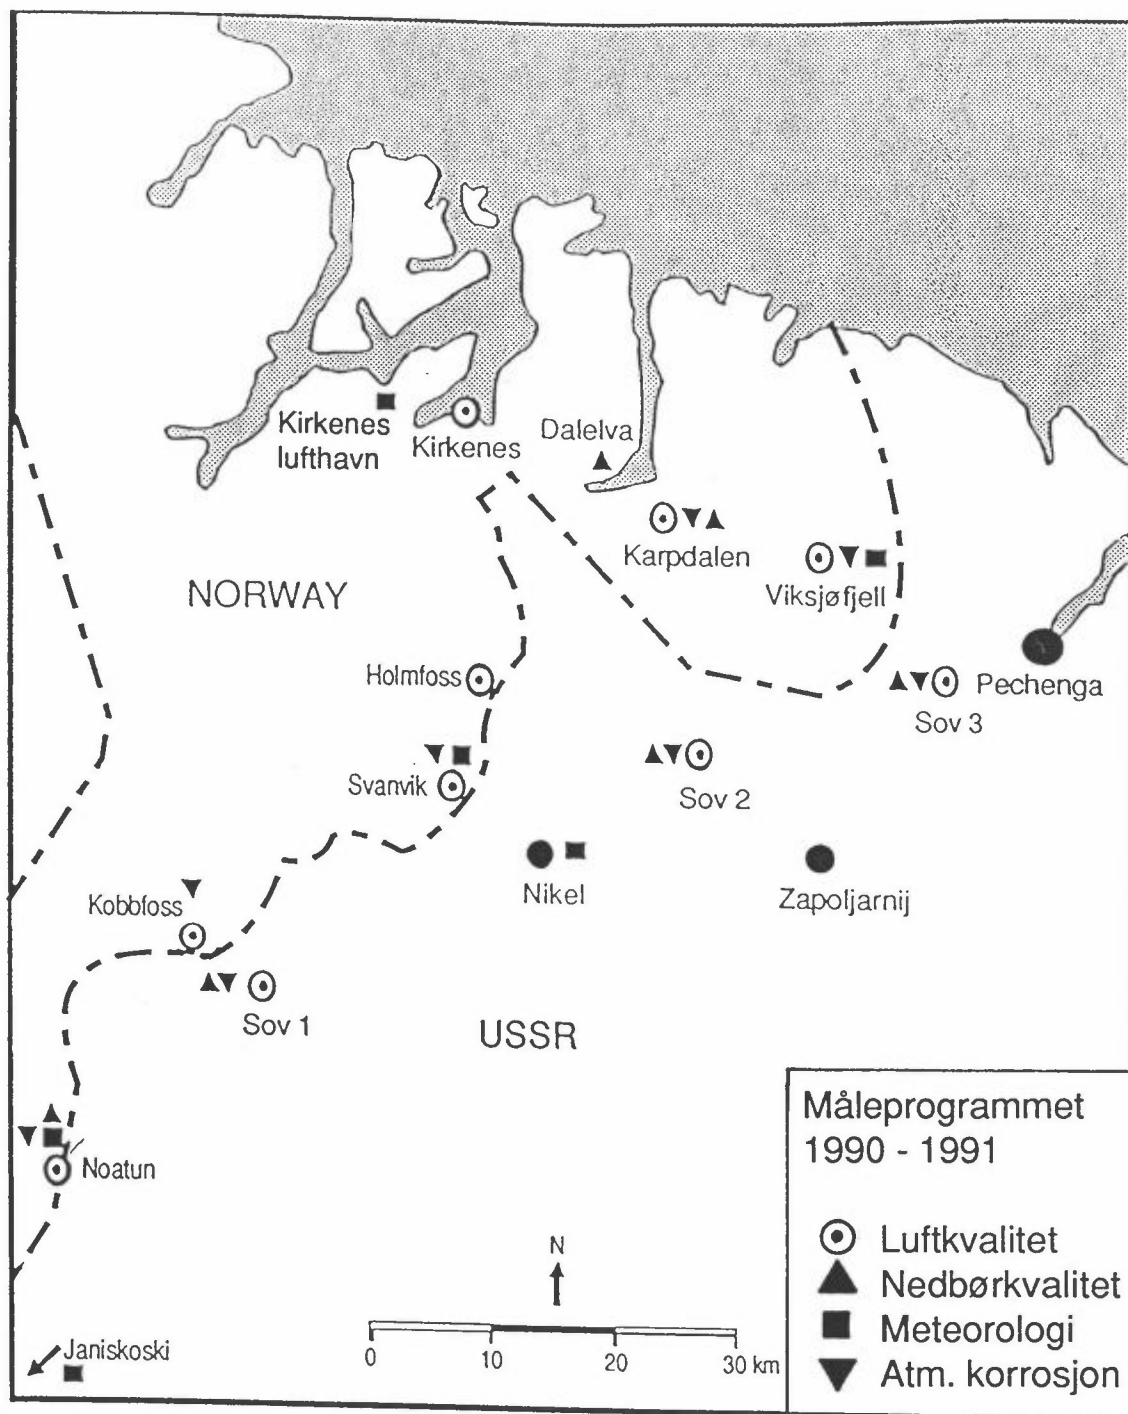 Kirkenes
lufthavn
Kirkenes
Dalelva
Karpdalen
Viksjøfjell
NORWAY
Holmfoss
Pechenga
Sov 3
Svanvik
Sov 2
Nikel
Zapoljarnij
Kobbfoss
Sov 1
USSR
Noatun
Janiskoski
N
0 10 20 30 km
Måleprogrammet
1990 - 1991
Luftkvalitet
Nedbørkvalitet
Meteorologi
Atm. korrosjon